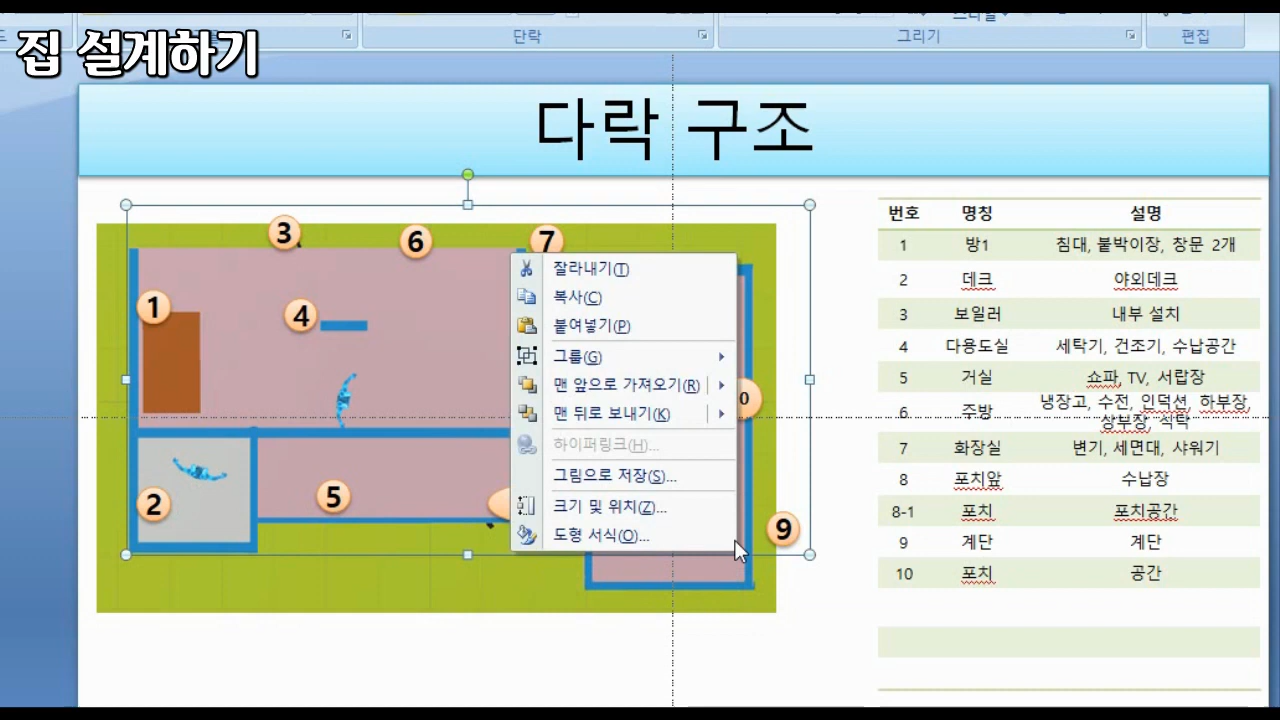 집 설계하기
단락
그리기
편집
다락 구조
3
6
7
1
4
0
2
5
9
잘라내기(T)
복사(C)
붙여넣기(P)
그룹(G)
맨 앞으로 가져오기(R)
맨 뒤로 보내기(K)
하이퍼링크(H)...
그림으로 저장(S)...
크기 및 위치(Z)...
도형 서식(O)...
번호 명칭 설명
1 방1 침대, 붙박이장, 창문 2개
2 데크 야외데크
3 보일러 내부 설치
4 다용도실 세탁기, 건조기, 수납공간
5 거실 쇼파, TV, 서랍장
6 주방 냉장고, 수전, 인덕션, 하부장,
상부장, 식탁
7 화장실 변기, 세면대, 샤워기
8 포치앞 수납장
8-1 포치 포치공간
9 계단 계단
10 포치 공간